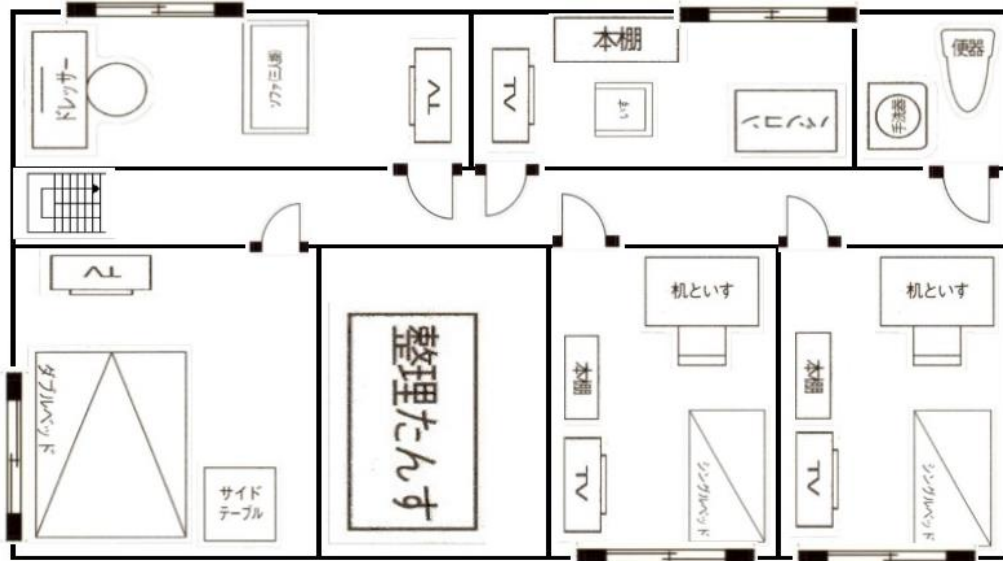 ドレッサー
ソファ(三人掛)
TV
TV
本棚
いす
パソコン
手洗器
便器
TV
ダブルベッド
サイド
テーブル
整理たんす
机といす
本棚
TV
シングルベッド
机といす
本棚
TV
シングルベッド